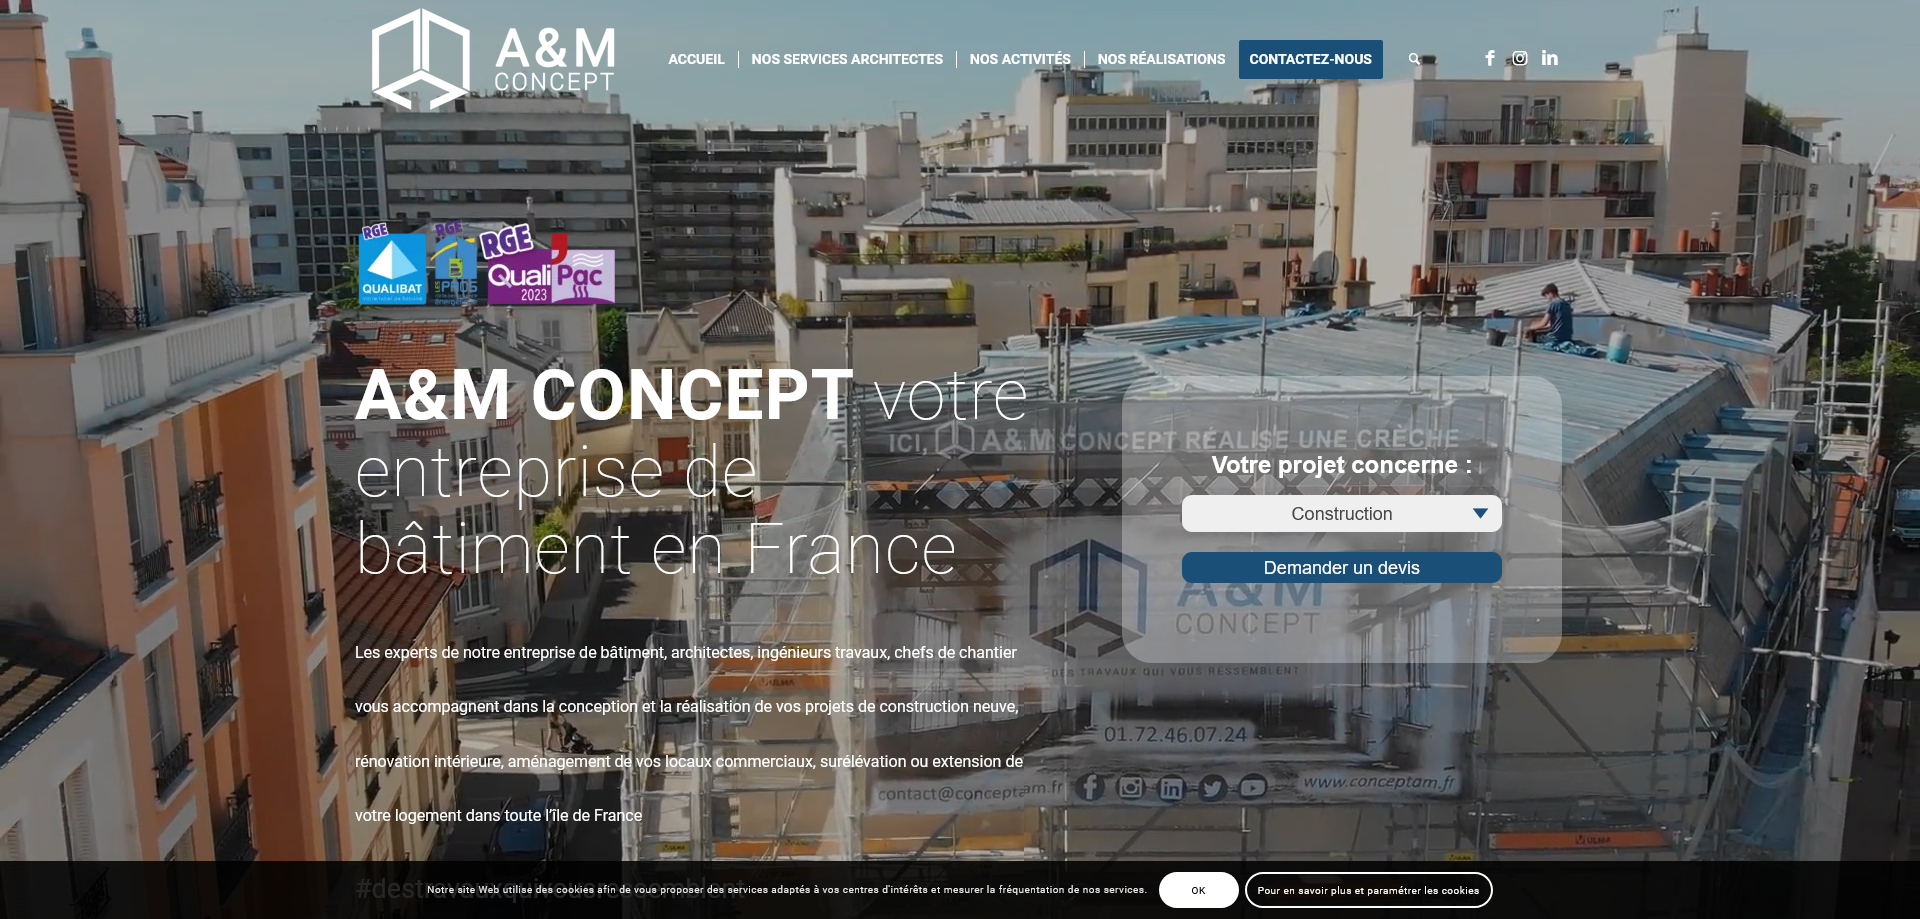 A&M
CONCEPT
ACCUEIL
NOS SERVICES ARCHITECTES
NOS ACTIVITÉS
NOS RÉALISATIONS
CONTACTEZ-NOUS
RGE
QUALIBAT
RGE
LES PROS
RGE
QualiPac
2023
A&M CONCEPT votre
entreprise de
bâtiment en France
ICI, A&M CONCEPT RÉALISE UNE CRÈCHE
Votre projet concerne :
Construction
Demander un devis
A&M
CONCEPT
DES TRAVAUX QUI VOUS RESSEMBLENT
Les experts de notre entreprise de bâtiment, architectes, ingénieurs travaux, chefs de chantier
vous accompagnent dans la conception et la réalisation de vos projets de construction neuve,
rénovation intérieure, aménagement de vos locaux commerciaux, surélévation ou extension de
votre logement dans toute l’île de France
ULMA
01.72.46.07.24
contact@conceptam.fr
www.conceptam.fr
ULMA
#destravauxquivousressemblent
Notre site Web utilise des cookies afin de vous proposer des services adaptés à vos centres d'intérêts et mesurer la fréquentation de nos services.
OK
Pour en savoir plus et paramétrer les cookies